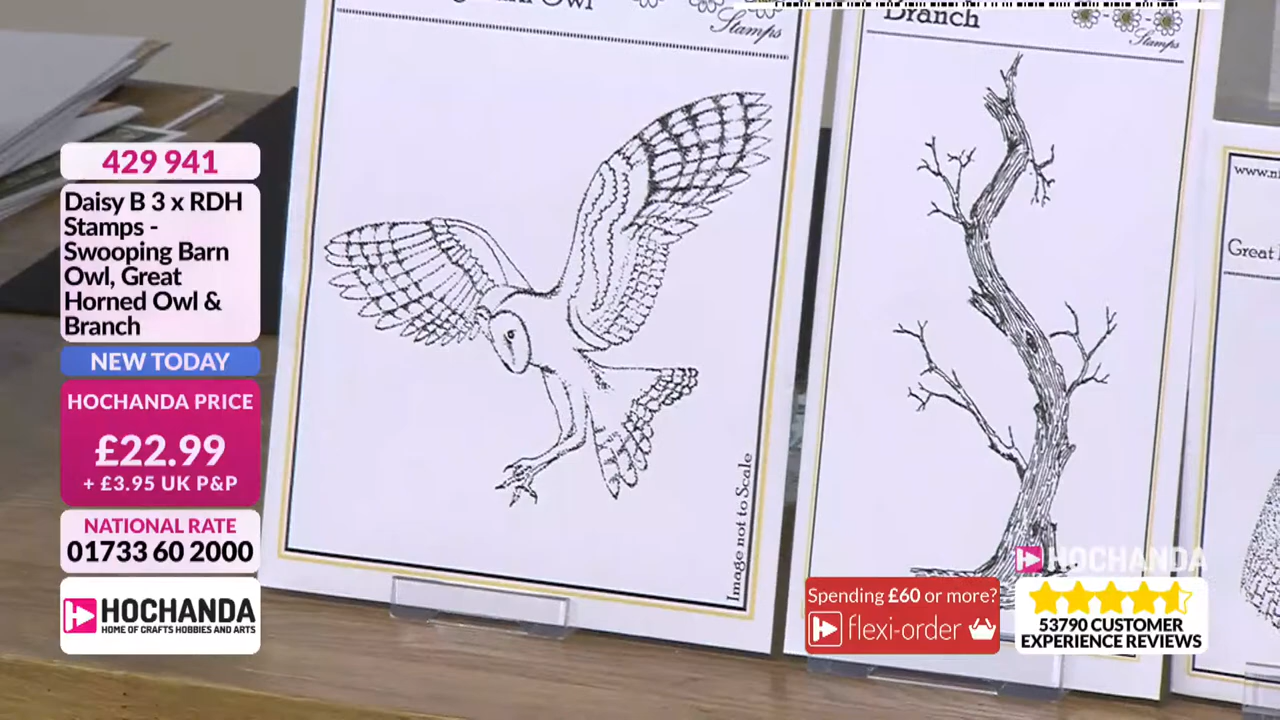 Owl
Stamps
Branch
Stamps
www.
Great
Image not to Scale
429 941
Daisy B 3 x RDH
Stamps -
Swooping Barn
Owl, Great
Horned Owl &
Branch
NEW TODAY
HOCHANDA PRICE
£22.99
+ £3.95 UK P&P
NATIONAL RATE
01733 60 2000
HOCHANDA
HOME OF CRAFTS HOBBIES AND ARTS
Spending £60 or more?
flexi-order
HOCHANDA
53790 CUSTOMER
EXPERIENCE REVIEWS